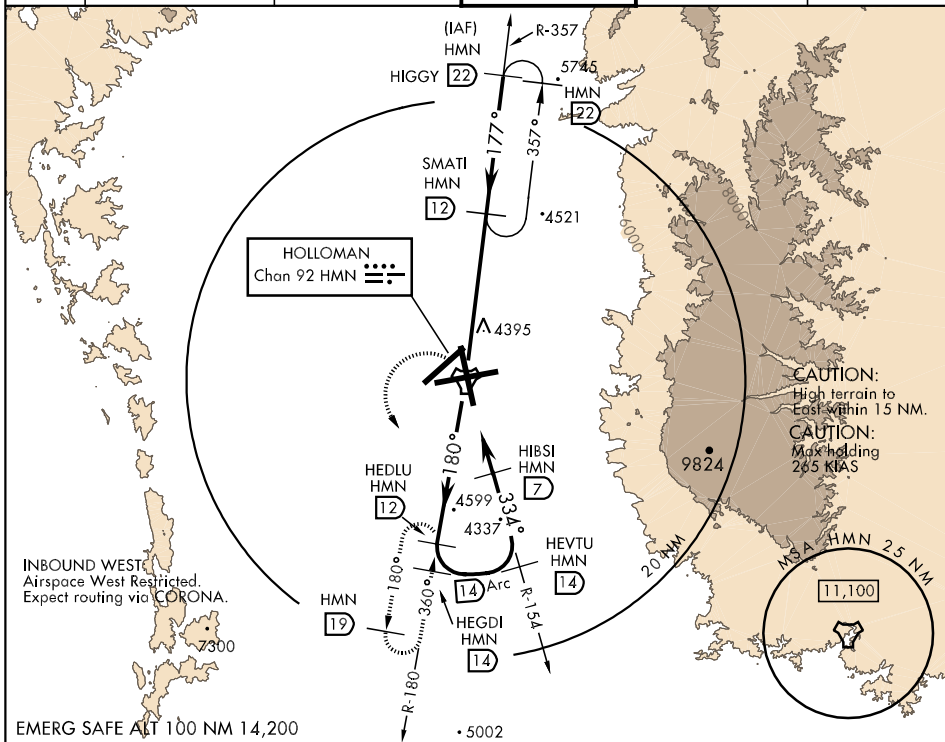 (IAF)
HMN
HIGGY 22
R-357
5745
HMN
22
177°
357°
SMATI
HMN
12
4521
8000
6000
HOLLOMAN
Chan 92 HMN
4395
CAUTION:
High terrain to
East within 15 NM.
CAUTION:
Max holding
265 KIAS
9824
180°
HIBSI
HMN
7
HEDLU
HMN
12
4599
4337
334°
HEVTU
HMN
14
20 NM
MSA HMN 25 NM
11,100
INBOUND WEST:
Airspace West Restricted.
Expect routing via CORONA.
7300
HMN
19
180°
360°
14 Arc
HEGDI
HMN
14
R-154
R-180
EMERG SAFE ALT 100 NM 14,200
5002